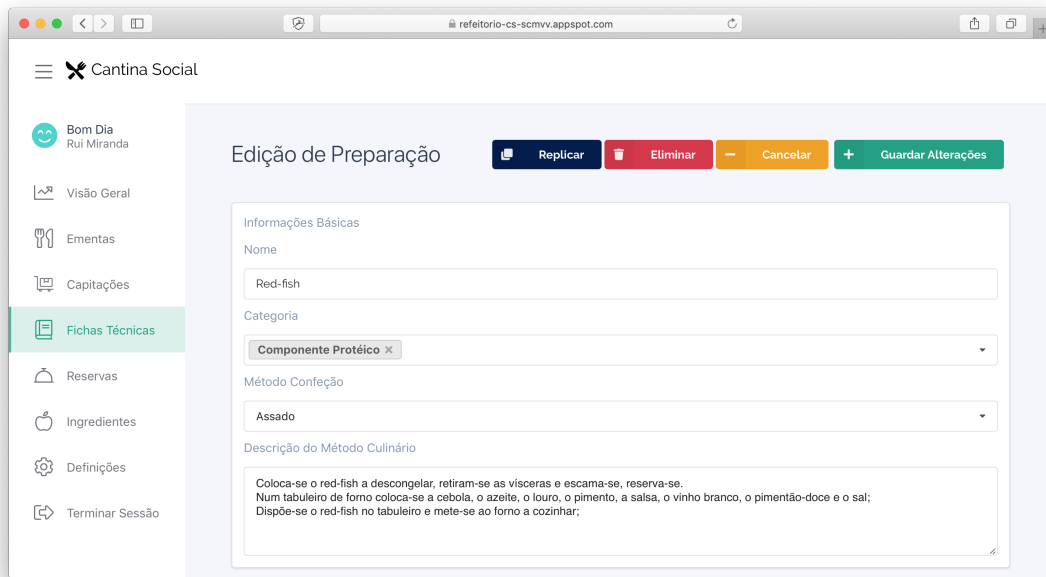 refeitorio-cs-scmvv.appspot.com
Cantina Social
Bom Dia
Rui Miranda
Visão Geral
Ementas
Capitações
Fichas Técnicas
Reservas
Ingredientes
Definições
Terminar Sessão
Edição de Preparação
Replicar
Eliminar
Cancelar
Guardar Alterações
Informações Básicas
Nome
Red-fish
Categoria
Componente Protéico ×
Método Confeção
Assado
Descrição do Método Culinário
Coloca-se o red-fish a descongelar, retiram-se as vísceras e escama-se, reserva-se.
Num tabuleiro de forno coloca-se a cebola, o azeite, o louro, o pimento, a salsa, o vinho branco, o pimentão-doce e o sal;
Dispõe-se o red-fish no tabuleiro e mete-se ao forno a cozinhar;